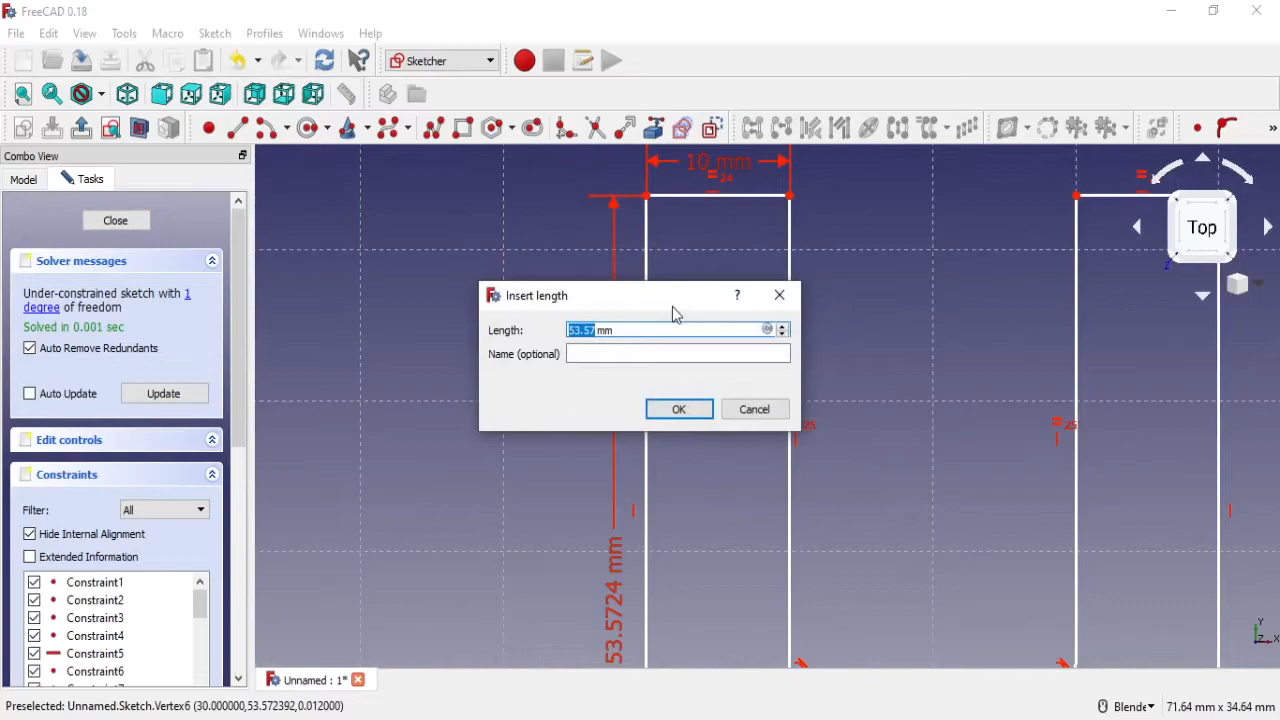 FreeCAD 0.18
File Edit View Tools Macro Sketch Profiles Windows Help
Sketcher
»
Combo View
Tasks
Close
Solver messages
Under-constrained sketch with 1
degree of freedom
Solved in 0.001 sec
Auto Remove Redundants
Auto Update Update
Edit controls
Constraints
Filter: All
Hide Internal Alignment
Extended Information
Constraint1
Constraint2
Constraint3
Constraint4
Constraint5
Constraint6
10 mm
= 24
=
Top
Z
Insert length
?
Length: 53.57 mm
Name (optional)
OK Cancel
25
= 25
53.5724 mm
Y
Z X
Unnamed : 1*
Preselected: Unnamed.Sketch.Vertex6 (30.000000,53.572392,0.012000)
Blende
71.64 mm x 34.64 mm